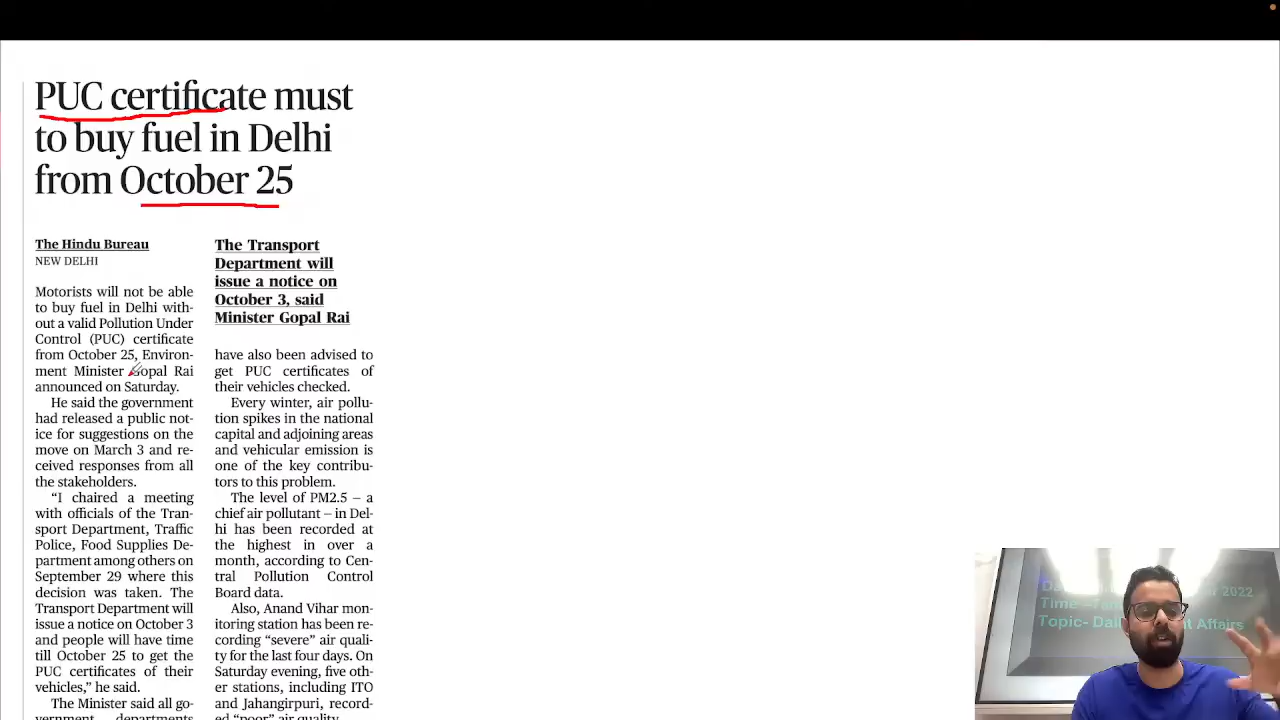 PUC certificate must
to buy fuel in Delhi
from October 25
The Hindu Bureau
NEW DELHI
Motorists will not be able
to buy fuel in Delhi with-
out a valid Pollution Under
Control (PUC) certificate
from October 25, Environ-
ment Minister Gopal Rai
announced on Saturday.
He said the government
had released a public not-
ice for suggestions on the
move on March 3 and re-
ceived responses from all
the stakeholders.
"I chaired a meeting
with officials of the Tran-
sport Department, Traffic
Police, Food Supplies De-
partment among others on
September 29 where this
decision was taken. The
Transport Department will
issue a notice on October 3
and people will have time
till October 25 to get the
PUC certificates of their
vehicles," he said.
The Minister said all go-
vernment departments
The Transport
Department will
issue a notice on
October 3, said
Minister Gopal Rai
have also been advised to
get PUC certificates of
their vehicles checked.
Every winter, air pollu-
tion spikes in the national
capital and adjoining areas
and vehicular emission is
one of the key contribu-
tors to this problem.
The level of PM2.5 – a
chief air pollutant – in Del-
hi has been recorded at
the highest in over a
month, according to Cen-
tral Pollution Control
Board data.
Also, Anand Vihar mon-
itoring station has been re-
cording "severe" air quali-
ty for the last four days. On
Saturday evening, five oth-
er stations, including ITO
and Jahangirpuri, record-
ed "poor" air quality.
2022
Time
Topic- Affairs